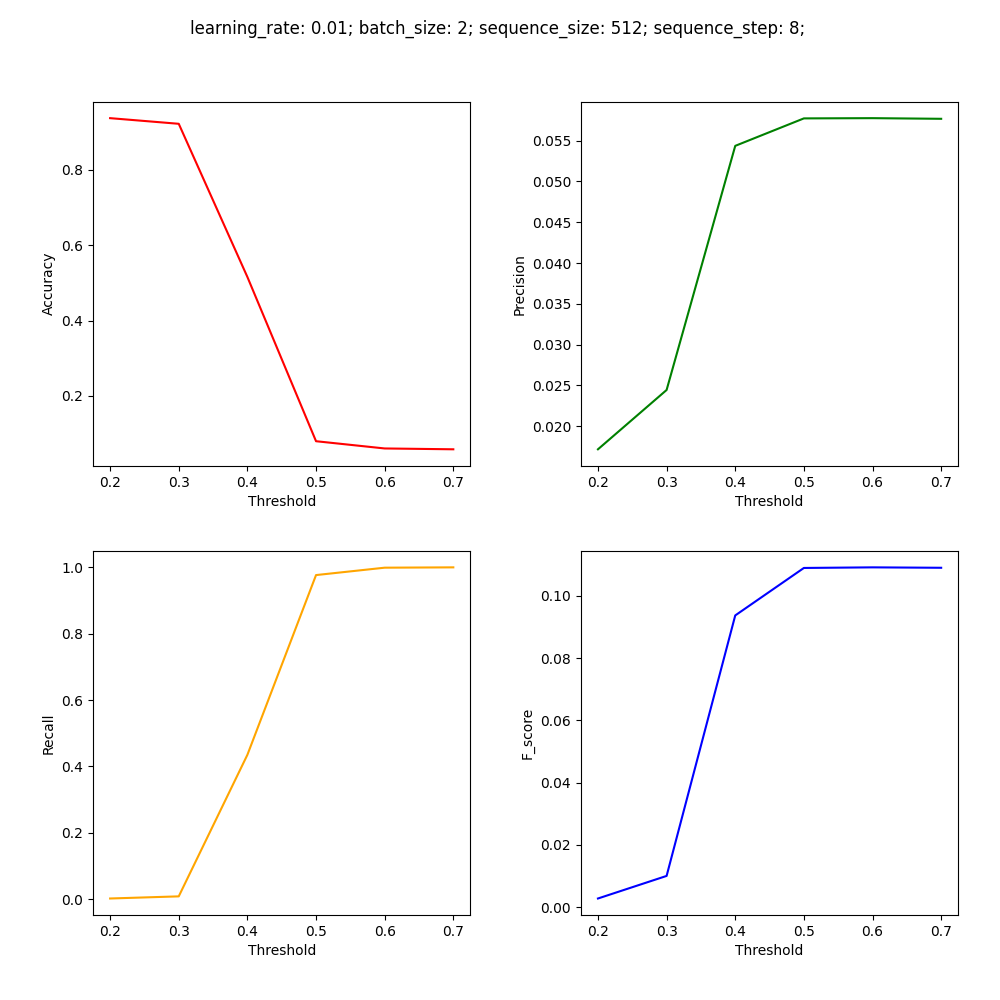 learning_rate: 0.01; batch_size: 2; sequence_size: 512; sequence_step: 8;
Accuracy
0.8
0.6
0.4
0.2
0.2 0.3 0.4 0.5 0.6 0.7
Threshold
Precision
0.055
0.050
0.045
0.040
0.035
0.030
0.025
0.020
0.2 0.3 0.4 0.5 0.6 0.7
Threshold
Recall
1.0
0.8
0.6
0.4
0.2
0.0
0.2 0.3 0.4 0.5 0.6 0.7
Threshold
F_score
0.10
0.08
0.06
0.04
0.02
0.00
0.2 0.3 0.4 0.5 0.6 0.7
Threshold